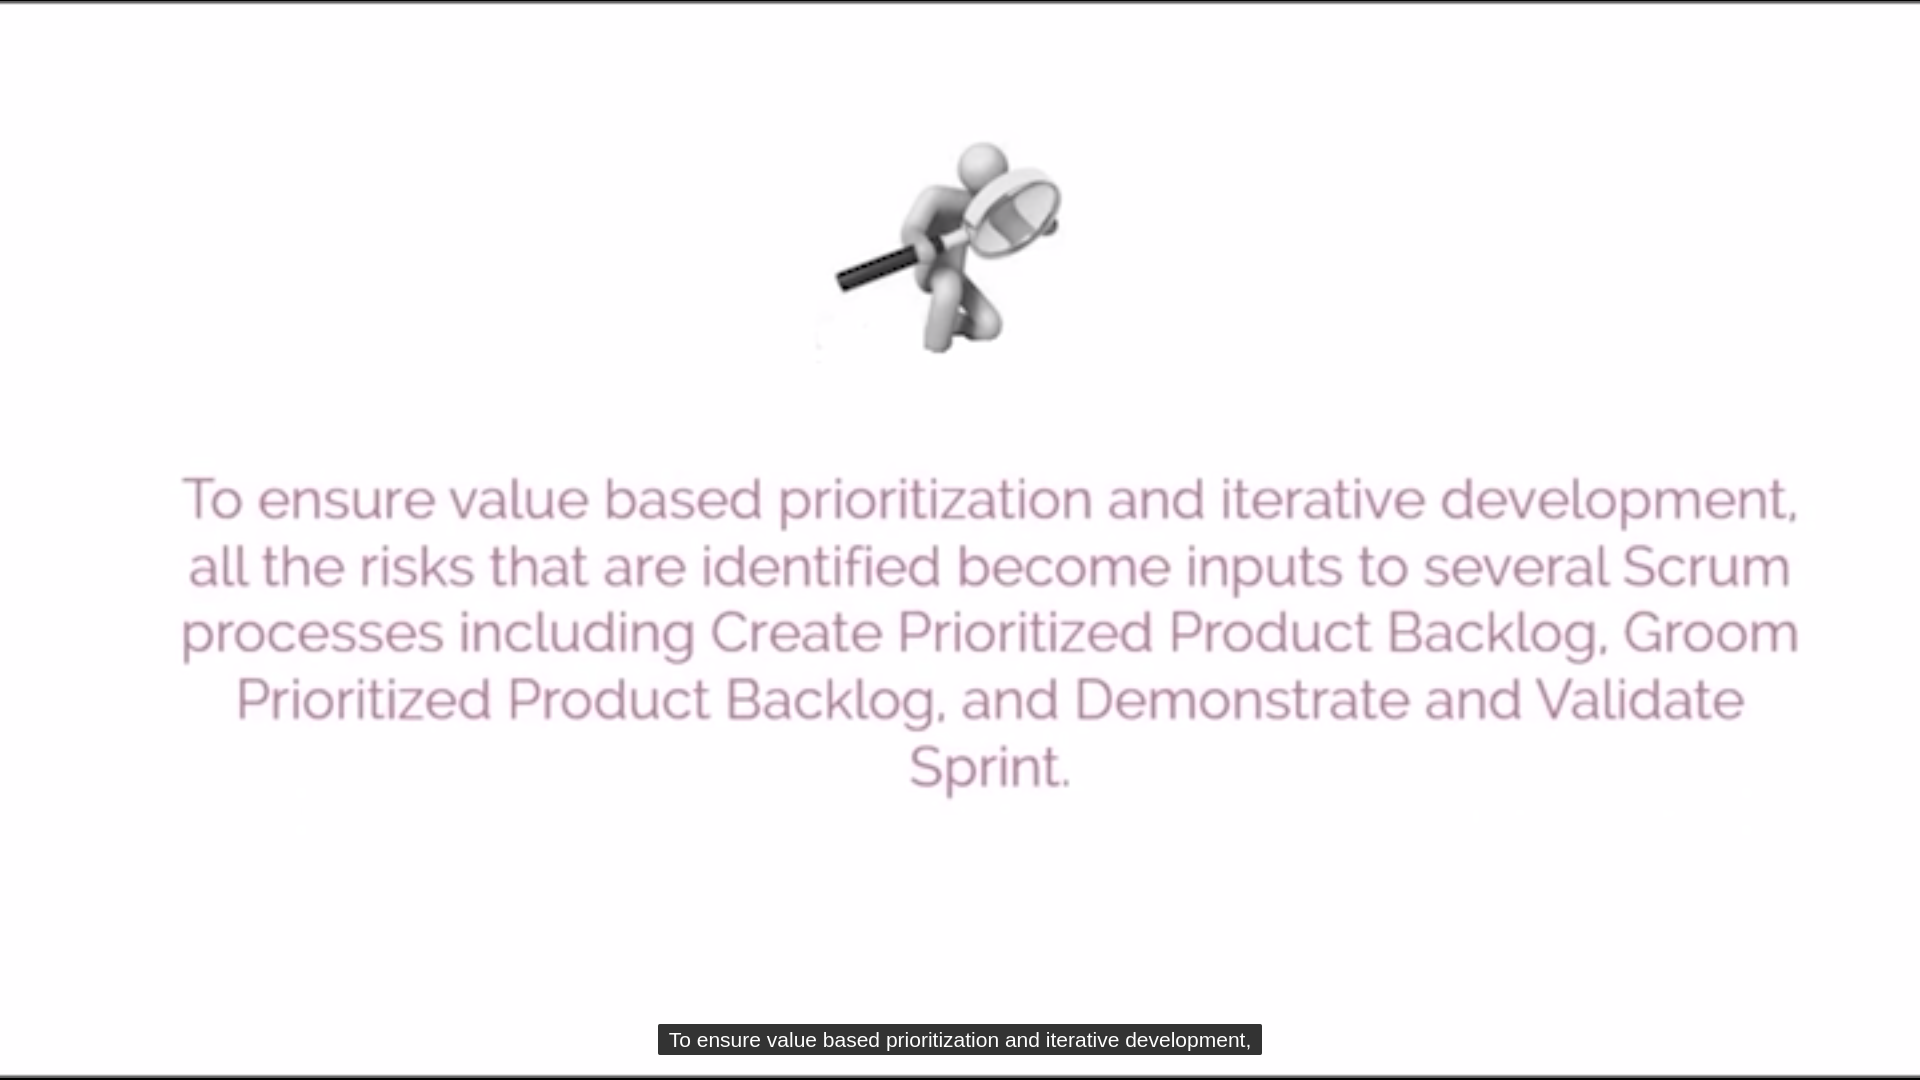 To ensure value based prioritization and iterative development,
all the risks that are identified become inputs to several Scrum
processes including Create Prioritized Product Backlog, Groom
Prioritized Product Backlog, and Demonstrate and Validate
Sprint.
To ensure value based prioritization and iterative development,